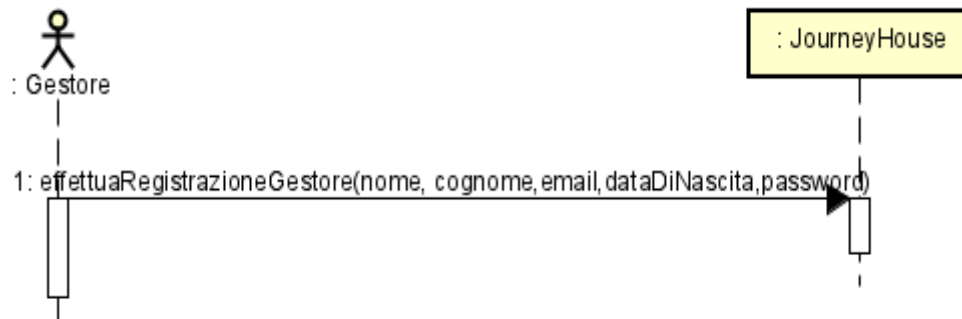 : JourneyHouse
: Gestore
1: effettuaRegistrazioneGestore(nome, cognome,email,dataDiNascita,password)